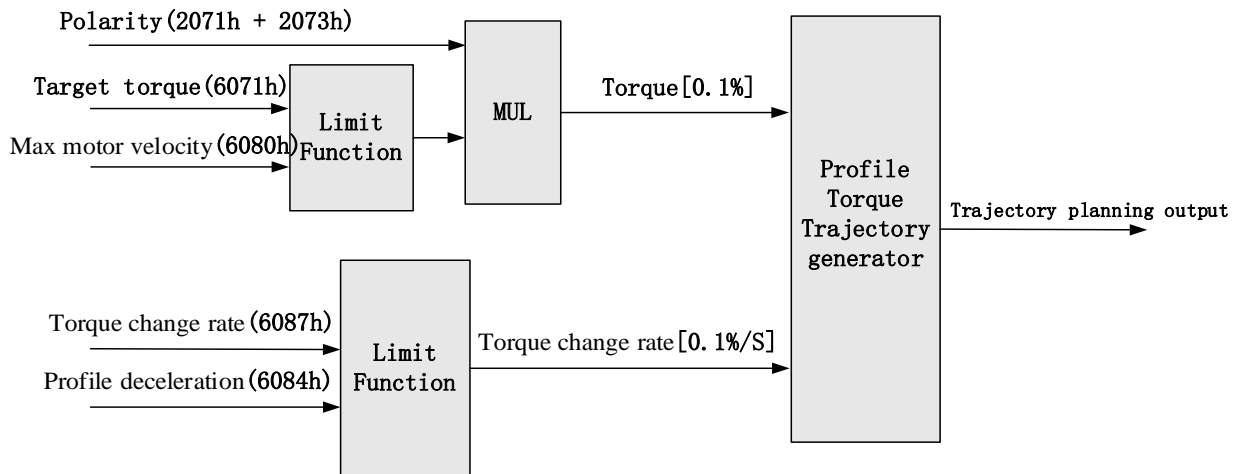 Polarity(2071h + 2073h)
Target torque(6071h)
Max motor velocity(6080h)
Limit
Function
MUL
Torque[0.1%]
Profile
Torque
Trajectory
generator
Trajectory planning output
Torque change rate(6087h)
Profile deceleration(6084h)
Limit
Function
Torque change rate[0.1%/S]